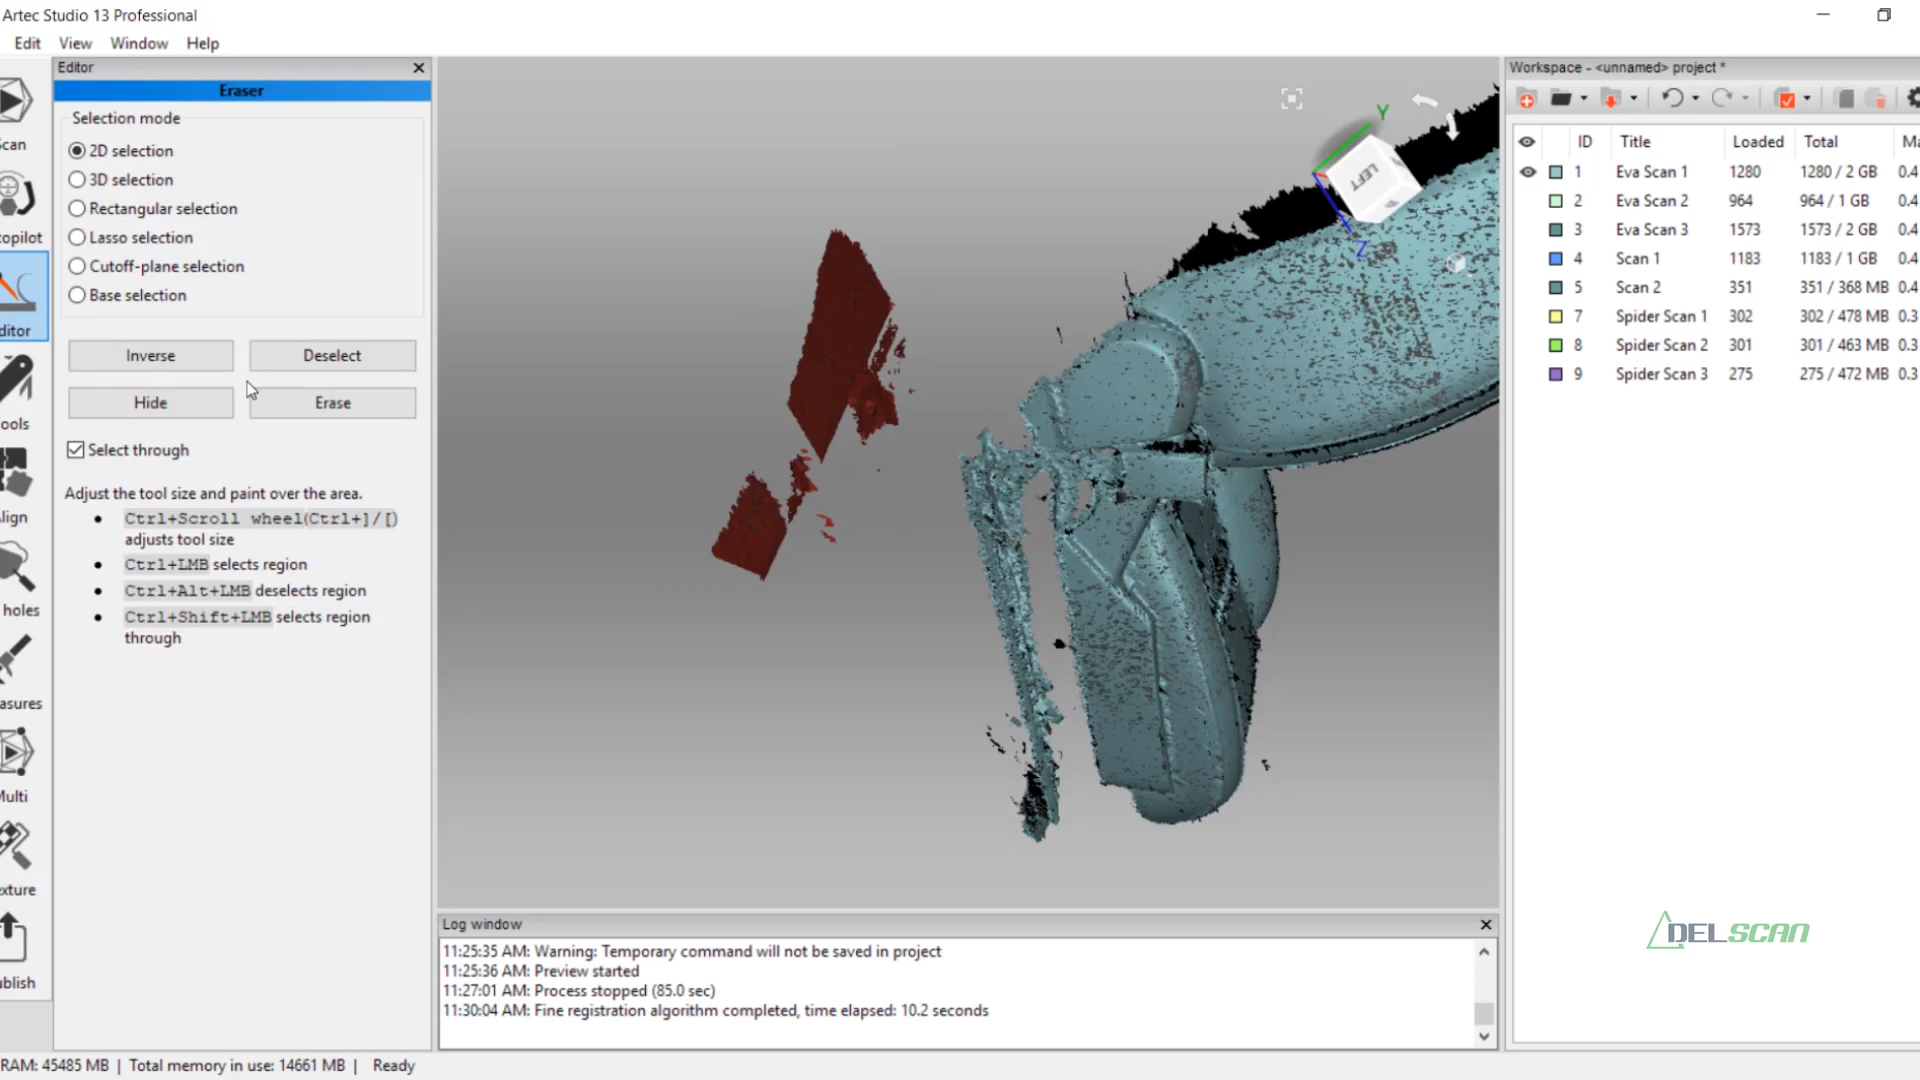 Artec Studio 13 Professional
Edit View Window Help
Editor
Eraser
Selection mode
2D selection
3D selection
Rectangular selection
Lasso selection
Cutoff-plane selection
Base selection
Inverse Deselect
Hide Erase
Select through
Adjust the tool size and paint over the area.
Ctrl+Scroll wheel(Ctrl+]/[)
adjusts tool size
Ctrl+LMB selects region
Ctrl+Alt+LMB deselects region
Ctrl+Shift+LMB selects region
through
can
opilot
ditor
ools
lign
holes
asures
Multi
xture
ublish
Y
LEFT
Z
Workspace - <unnamed> project *
ID Title Loaded Total Ma
1 Eva Scan 1 1280 1280 / 2 GB 0.4
2 Eva Scan 2 964 964 / 1 GB 0.4
3 Eva Scan 3 1573 1573 / 2 GB 0.4
4 Scan 1 1183 1183 / 1 GB 0.4
5 Scan 2 351 351 / 368 MB 0.4
7 Spider Scan 1 302 302 / 478 MB 0.3
8 Spider Scan 2 301 301 / 463 MB 0.3
9 Spider Scan 3 275 275 / 472 MB 0.3
DELSCAN
Log window
11:25:35 AM: Warning: Temporary command will not be saved in project
11:25:36 AM: Preview started
11:27:01 AM: Process stopped (85.0 sec)
11:30:04 AM: Fine registration algorithm completed, time elapsed: 10.2 seconds
RAM: 45485 MB | Total memory in use: 14661 MB | Ready